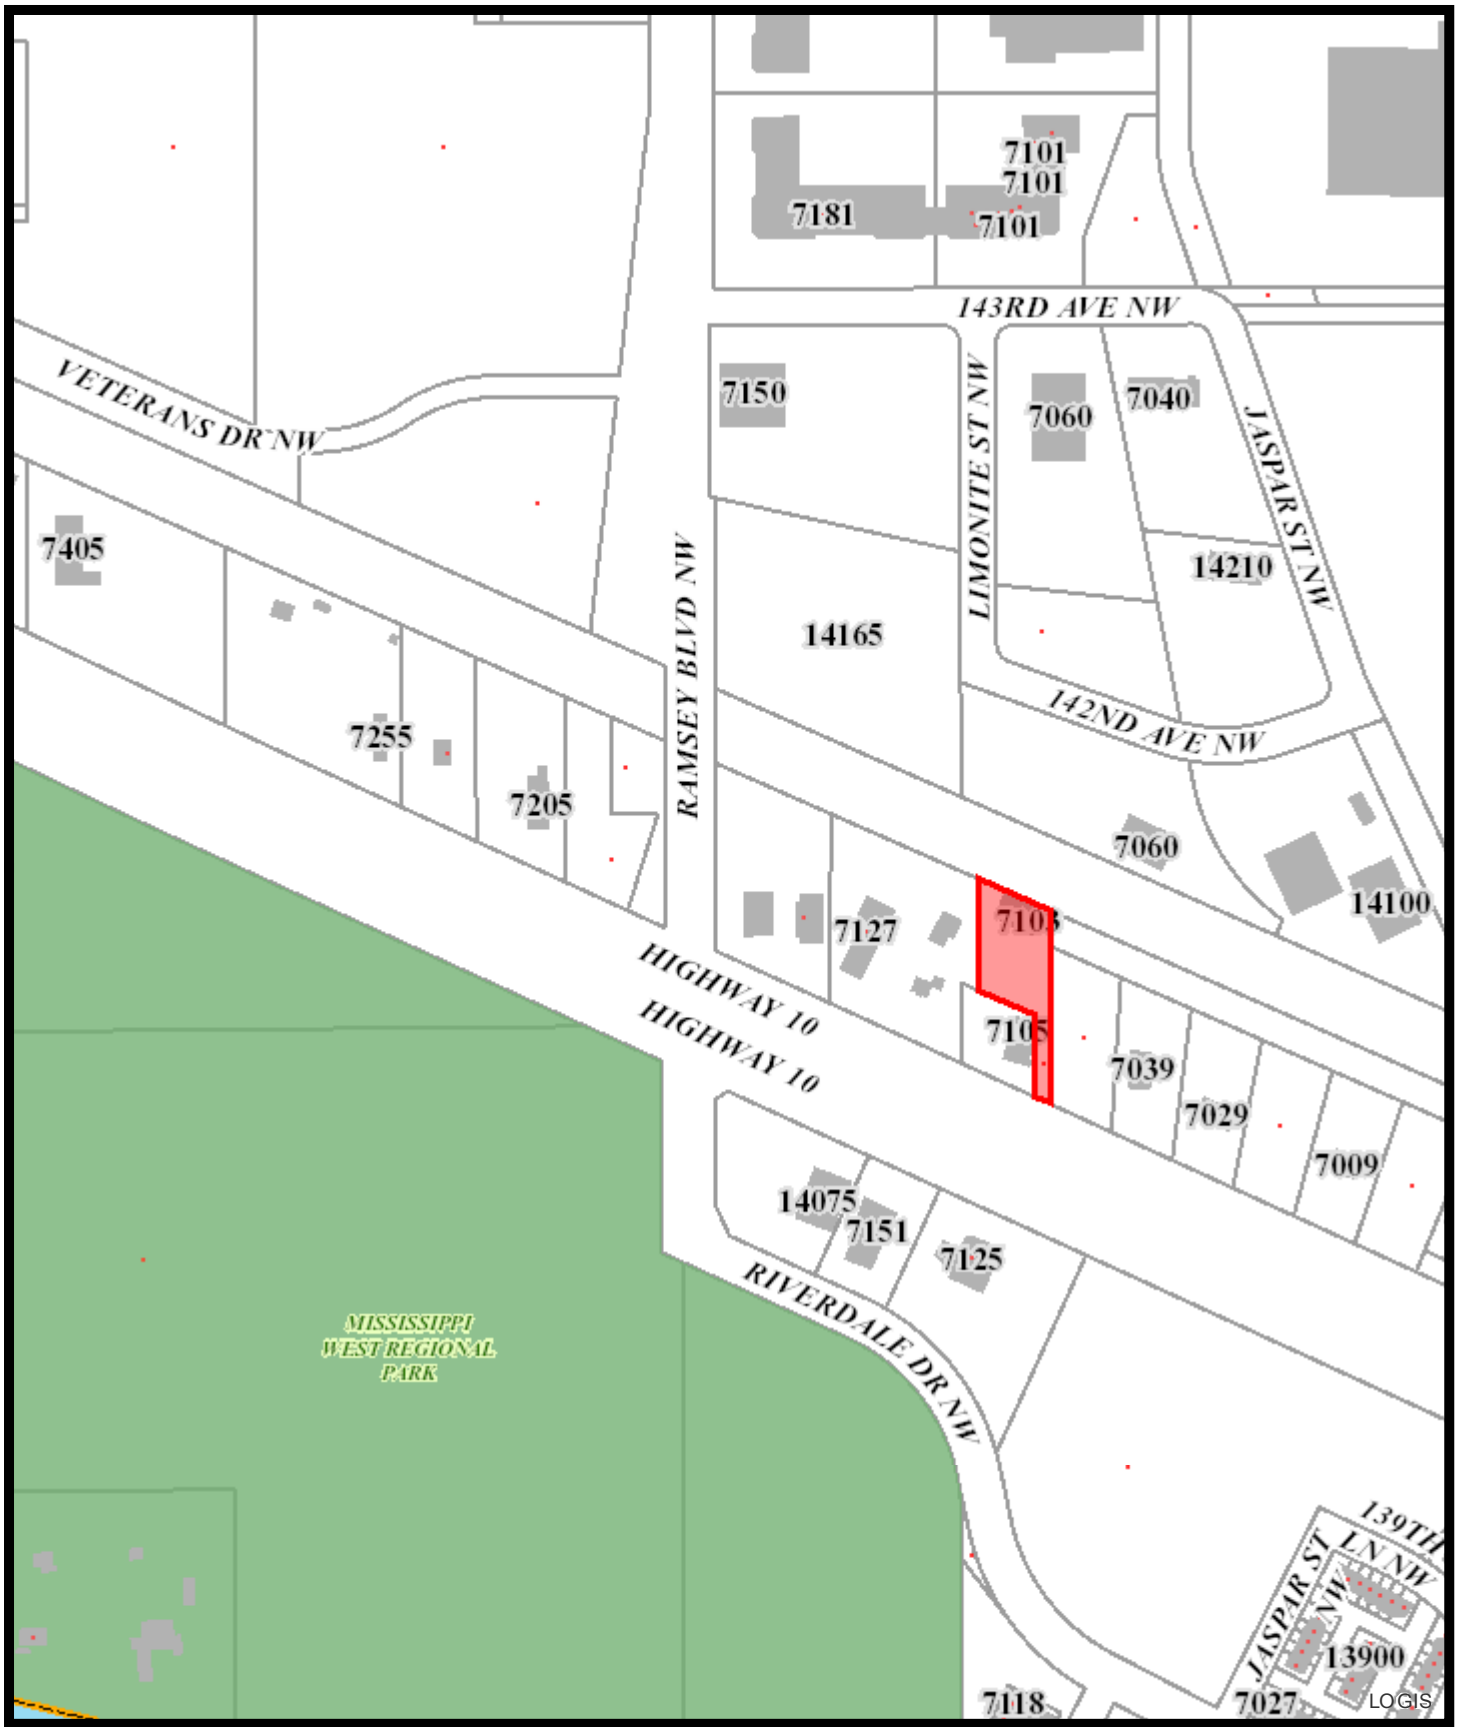 7101
7101
7181
7101
143RD AVE NW
VETERANS DR NW
7150
LIMONITE ST NW
7060
7040
JASPAR ST NW
7405
14210
RAMSEY BLVD NW
14165
142ND AVE NW
7255
7205
7060
14100
7127
7103
HIGHWAY 10
HIGHWAY 10
7105
7039
7029
7009
14075
7151
7125
RIVERDALE DR NW
MISSISSIPPI
WEST REGIONAL
PARK
139TH
LN NW
JASPAR ST
NW
13900
7118
7027
LOGIS